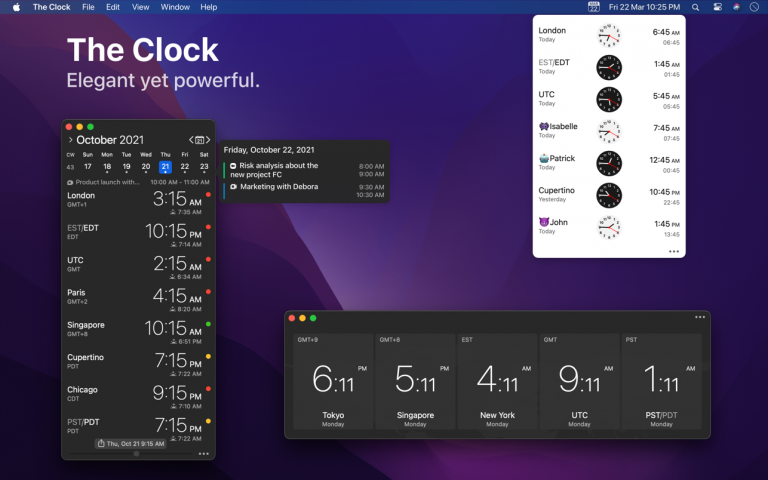 The Clock File Edit View Window Help
MAR 22 Fri 22 Mar 10:25 PM
The Clock
Elegant yet powerful.
October 2021
CW Sun Mon Tue Wed Thu Fri Sat
43 17 18 19 20 21 22 23
Product launch with... 10:00 AM - 11:00 AM
London 3:15 AM
GMT+1 7:35 AM
EST/EDT 10:15 PM
EDT 7:14 AM
UTC 2:15 AM
GMT 6:34 AM
Paris 4:15 AM
GMT+2 8:20 AM
Singapore 10:15 AM
GMT+8 6:51 PM
Cupertino 7:15 PM
PDT 7:22 AM
Chicago 9:15 PM
CDT 7:10 AM
PST/PDT 7:15 PM
PDT 7:22 AM
Thu, Oct 21 9:15 AM
Friday, October 22, 2021
Risk analysis about the 8:00 AM
new project FC 9:00 AM
Marketing with Debora 9:30 AM
10:30 AM
London 6:45 AM
Today 06:45
EST/EDT 1:45 AM
Today 01:45
UTC 5:45 AM
Today 05:45
Isabelle 7:45 AM
Today 07:45
Patrick 12:45 AM
Today 00:45
Cupertino 10:45 PM
Yesterday 22:45
John 1:45 PM
Today 13:45
GMT+9 GMT+8 EST GMT PST
6:11 PM 5:11 PM 4:11 AM 9:11 AM 1:11 AM
Tokyo Singapore New York UTC PST/PDT
Monday Monday Monday Monday Monday